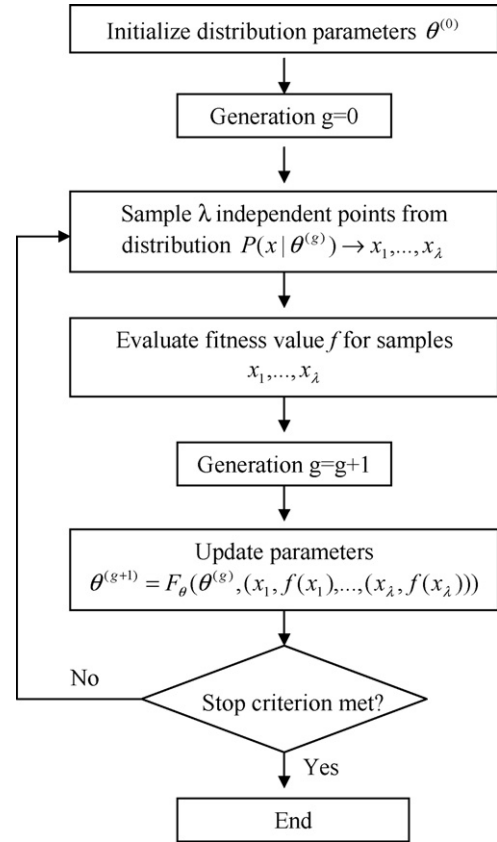 Initialize distribution parameters θ^(0)
Generation g=0
Sample λ independent points from
distribution P(x | θ^(g)) → x_1,...,x_λ
Evaluate fitness value f for samples
x_1,...,x_λ
Generation g=g+1
Update parameters
θ^(g+1) = F_θ(θ^(g),(x_1, f(x_1),...,(x_λ, f(x_λ)))
No
Stop criterion met?
Yes
End